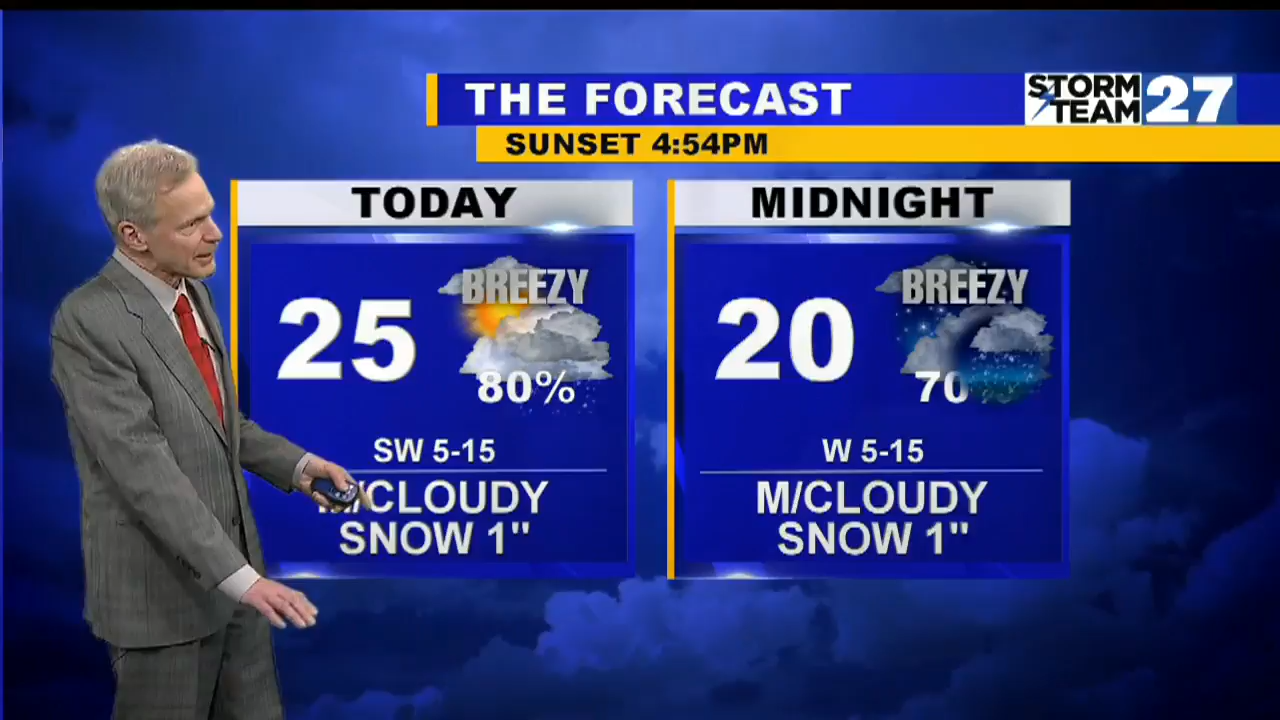 THE FORECAST
STORM TEAM 27
SUNSET 4:54PM
TODAY
BREEZY
25
80%
SW 5-15
M/CLOUDY
SNOW 1"
MIDNIGHT
BREEZY
20
70
W 5-15
M/CLOUDY
SNOW 1"